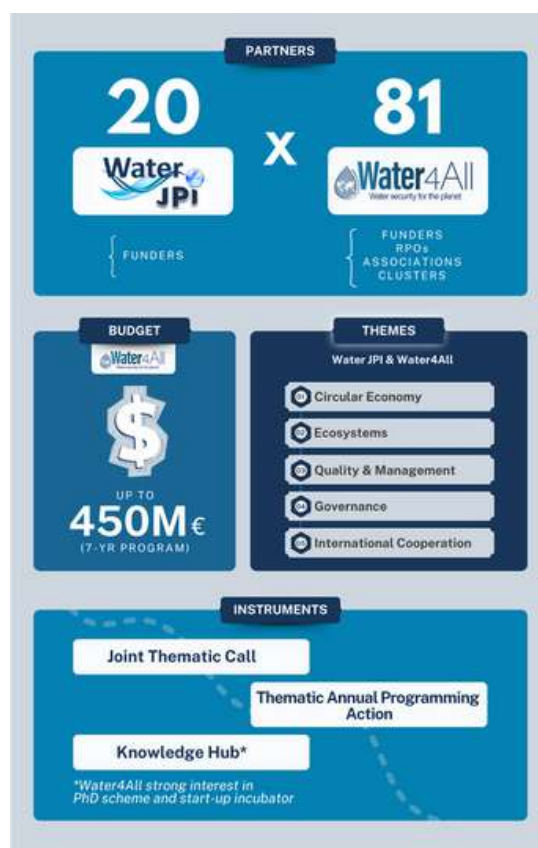 PARTNERS
20
X
81
Water
JPI
Water4All
Water security for the planet
FUNDERS
FUNDERS
RPOs
ASSOCIATIONS
CLUSTERS
BUDGET
Water4All
$
UP TO
450M €
(7-YR PROGRAM)
THEMES
Water JPI & Water4All
01 Circular Economy
02 Ecosystems
03 Quality & Management
04 Governance
05 International Cooperation
INSTRUMENTS
Joint Thematic Call
Thematic Annual Programming
Action
Knowledge Hub*
*Water4All strong interest in
PhD scheme and start-up incubator